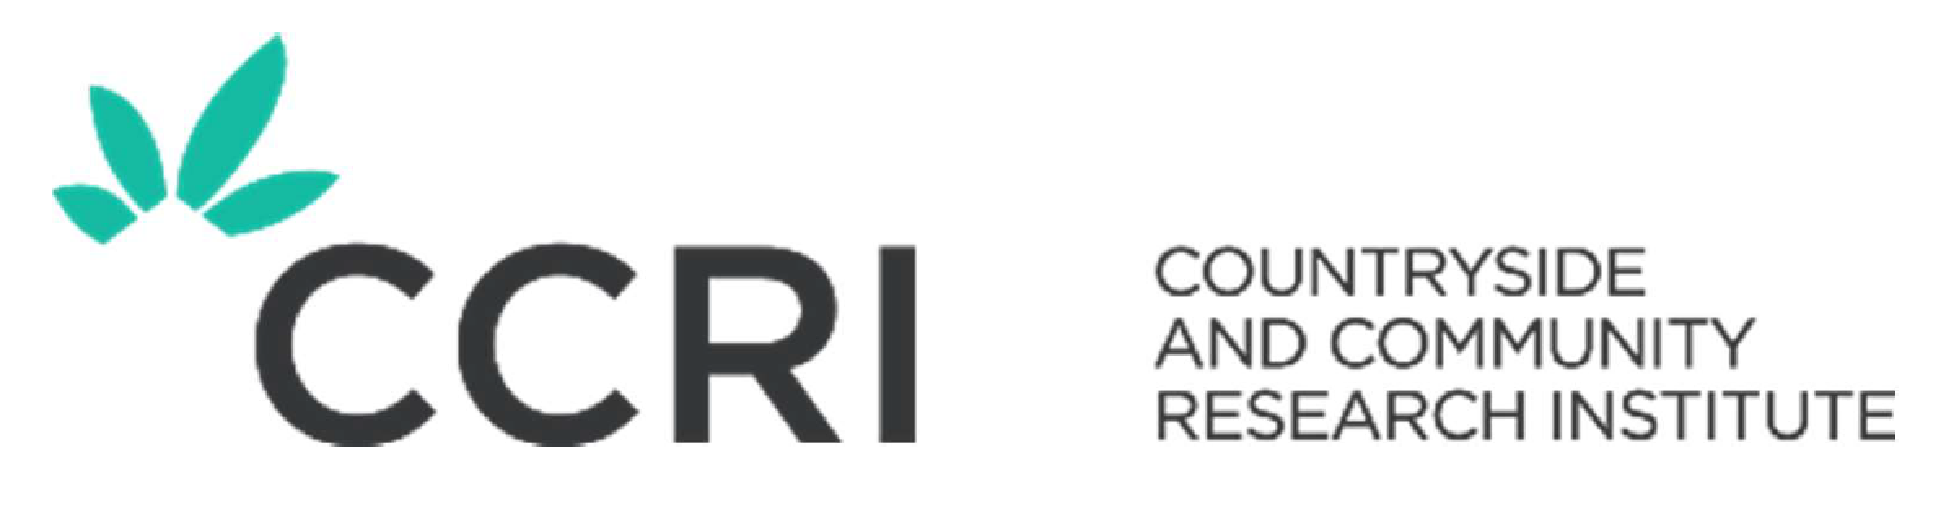 CCRI
COUNTRYSIDE
AND COMMUNITY
RESEARCH INSTITUTE